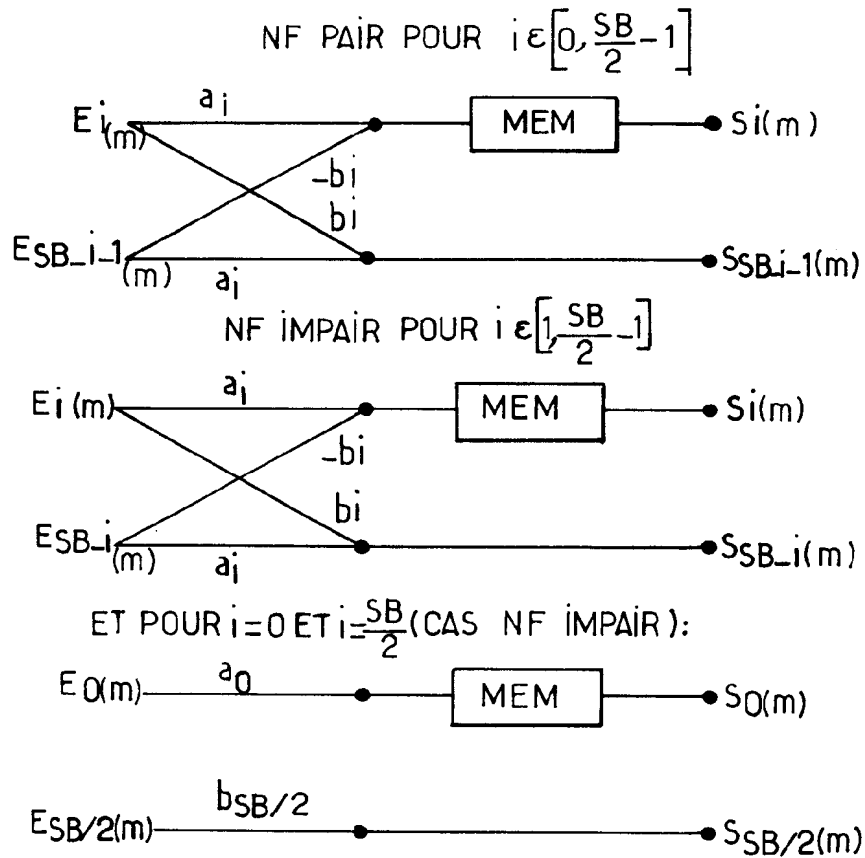 NF PAIR POUR i ε [0, SB/2 - 1]
Ei(m) ai MEM Si(m)
-bi
bi
ESB-i-1(m) ai SSB-i-1(m)
NF IMPAIR POUR i ε [1, SB/2 - 1]
Ei(m) ai MEM Si(m)
-bi
bi
ESB-i(m) ai SSB-i(m)
ET POUR i=0 ET i=SB/2 (CAS NF IMPAIR):
E0(m) a0 MEM S0(m)
ESB/2(m) bSB/2 SSB/2(m)